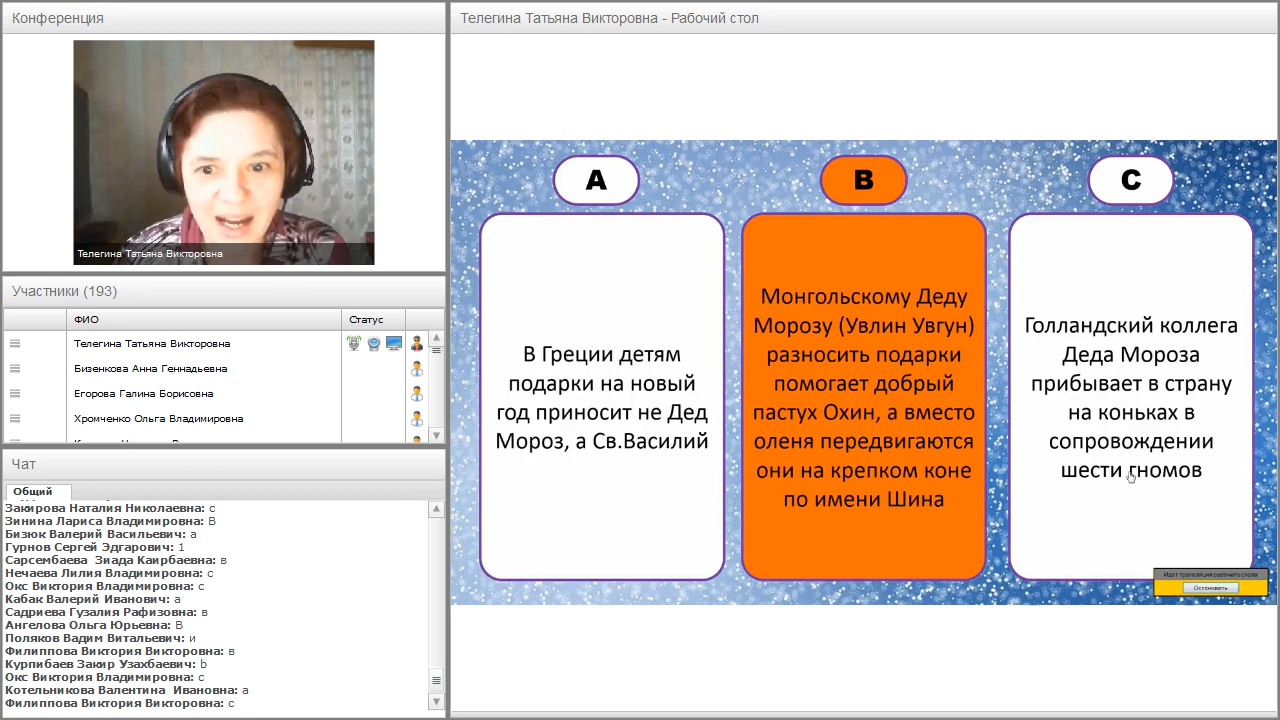 Конференция
Телегина Татьяна Викторовна
Участники (193)
ФИО
Статус
Телегина Татьяна Викторовна
Бизенкова Анна Геннадьевна
Егорова Галина Борисовна
Хромченко Ольга Владимировна
Чат
Общий
Закирова Наталия Николаевна: с
Зинина Лариса Владимировна: В
Бизюк Валерий Васильевич: а
Гурнов Сергей Эдгарович: 1
Сарсембаева Зиада Каирбаевна: в
Нечаева Лилия Владимировна: с
Окс Виктория Владимировна: с
Кабак Валерий Иванович: а
Садриева Гузалия Рафизовна: в
Ангелова Ольга Юрьевна: В
Поляков Вадим Витальевич: и
Филиппова Виктория Викторовна: в
Курпибаев Закир Узахбаевич: b
Окс Виктория Владимировна: с
Котельникова Валентина Ивановна: а
Филиппова Виктория Викторовна: с
Телегина Татьяна Викторовна - Рабочий стол
A
В Греции детям
подарки на новый
год приносит не Дед
Мороз, а Св.Василий
B
Монгольскому Деду
Морозу (Увлин Увгун)
разносить подарки
помогает добрый
пастух Охин, а вместо
оленя передвигаются
они на крепком коне
по имени Шина
C
Голландский коллега
Деда Мороза
прибывает в страну
на коньках в
сопровождении
шести гномов
Идет трансляция рабочего стола
Остановить